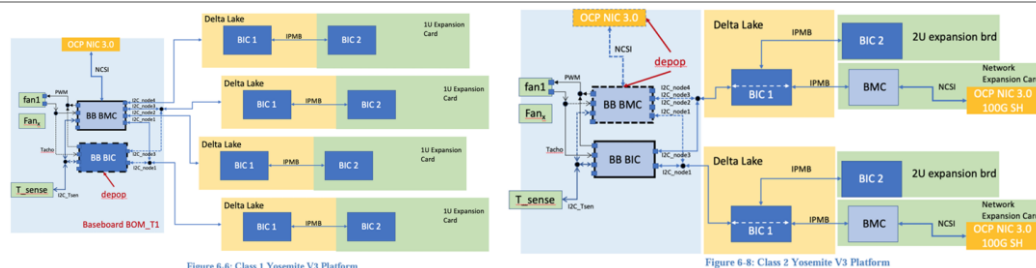 OCP NIC 3.0
NCSI
PWM
fan1
Fanx
BB BMC
I2C_node4
I2C_node3
I2C_node2
I2C_node1
Tacho
BB BIC
T_sense
I2C_Tsen
depop
Baseboard BOM_T1
Delta Lake
BIC 1
IPMB
BIC 2
1U Expansion
Card
Delta Lake
BIC 1
IPMB
BIC 2
1U Expansion
Card
Delta Lake
BIC 1
IPMB
BIC 2
1U Expansion
Card
Delta Lake
BIC 1
IPMB
BIC 2
1U Expansion
Card
Figure 6-6: Class 1 Yosemite V3 Platform
OCP NIC 3.0
NCSI
depop
PWM
fan1
Fanx
BB BMC
I2C_node4
I2C_node3
I2C_node2
I2C_node1
Tacho
BB BIC
I2C_node3
I2C_node1
T_sense
I2C_Tsen
Delta Lake
IPMB
BIC 2
2U expansion brd
BIC 1
IPMB
BMC
Network
Expansion Card
NCSI
OCP NIC 3.0
100G SH
Delta Lake
IPMB
BIC 2
2U expansion brd
BIC 1
IPMB
BMC
Network
Expansion Card
NCSI
OCP NIC 3.0
100G SH
Figure 6-8: Class 2 Yosemite V3 Platform